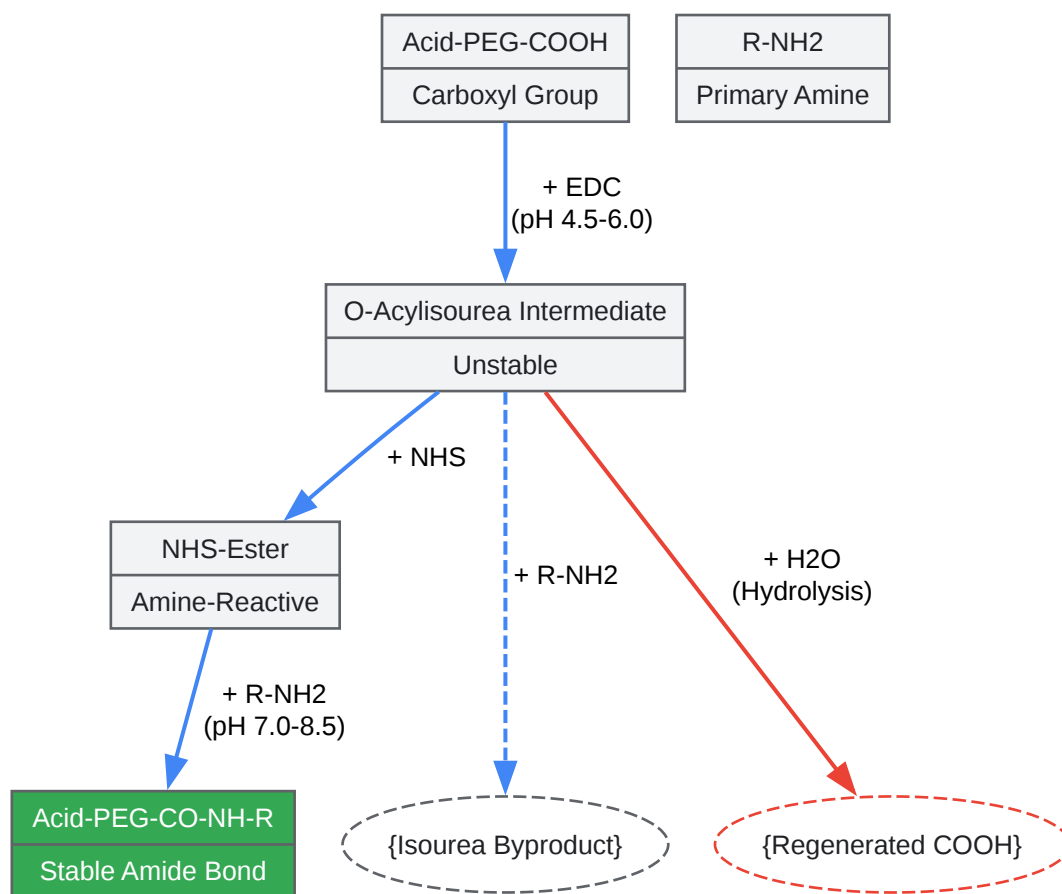 Acid-PEG-COOH
Carboxyl Group
R-NH2
Primary Amine
+ EDC
(pH 4.5-6.0)
O-Acylisourea Intermediate
Unstable
+ NHS
NHS-Ester
Amine-Reactive
+ R-NH2
+ H2O
(Hydrolysis)
+ R-NH2
(pH 7.0-8.5)
Acid-PEG-CO-NH-R
Stable Amide Bond
{Isourea Byproduct}
{Regenerated COOH}